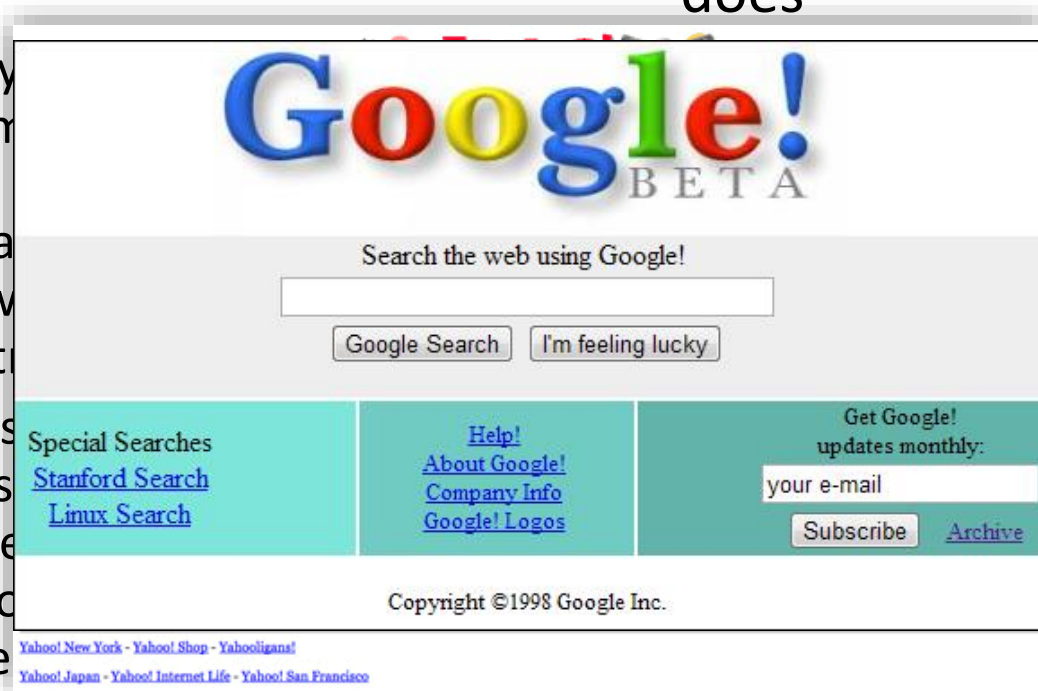 does
Google!
BETA
Search the web using Google!
Google Search I'm feeling lucky
Special Searches
Stanford Search
Linux Search
Help!
About Google!
Company Info
Google! Logos
Get Google!
updates monthly:
your e-mail
Subscribe Archive
Copyright ©1998 Google Inc.
Yahoo! New York - Yahoo! Shop - Yahooligans!
Yahoo! Japan - Yahoo! Internet Life - Yahoo! San Francisco